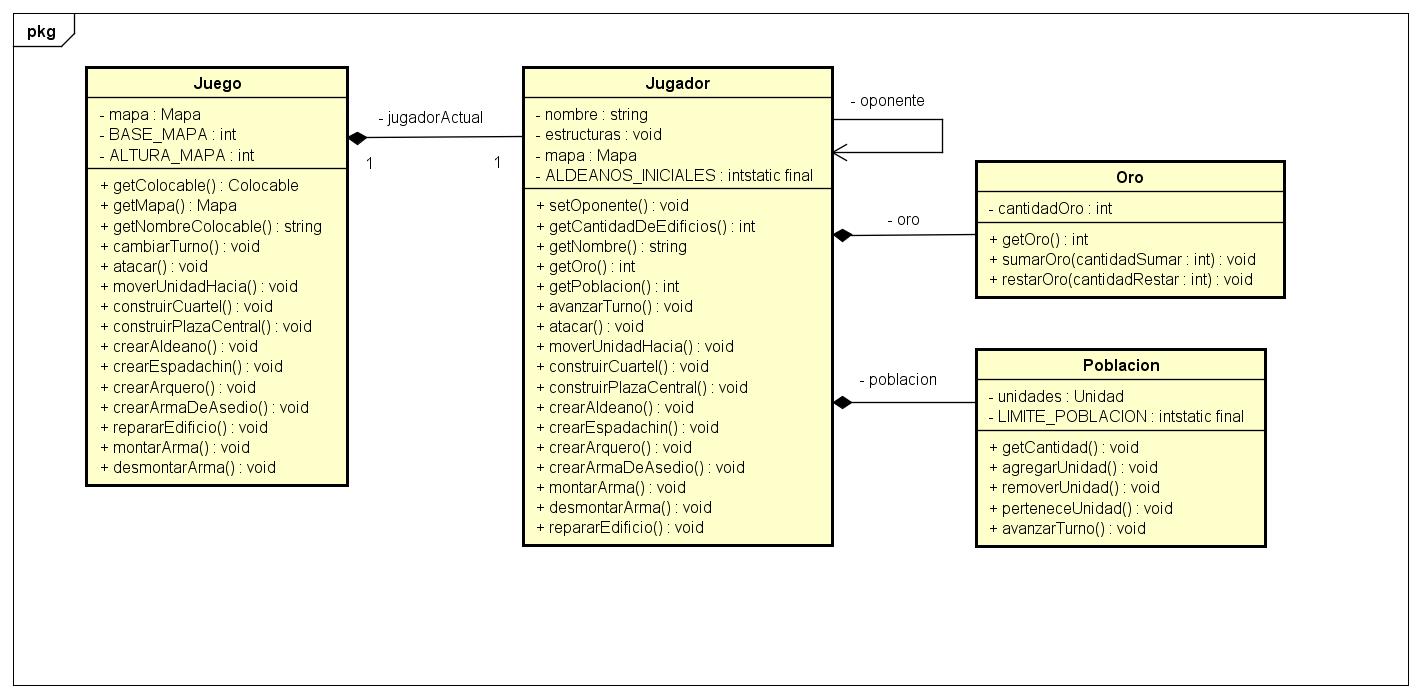 pkg
Juego
- mapa : Mapa
- BASE_MAPA : int
- ALTURA_MAPA : int
+ getColocable() : Colocable
+ getMapa() : Mapa
+ getNombreColocable() : string
+ cambiarTurno() : void
+ atacar() : void
+ moverUnidadHacia() : void
+ construirCuartel() : void
+ construirPlazaCentral() : void
+ crearAldeano() : void
+ crearEspadachin() : void
+ crearArquero() : void
+ crearArmaDeAsedio() : void
+ repararEdificio() : void
+ montarArma() : void
+ desmontarArma() : void
- jugadorActual
1
1
Jugador
- nombre : string
- estructuras : void
- mapa : Mapa
- ALDEANOS_INICIALES : intstatic final
+ setOponente() : void
+ getCantidadDeEdificios() : int
+ getNombre() : string
+ getOro() : int
+ getPoblacion() : int
+ avanzarTurno() : void
+ atacar() : void
+ moverUnidadHacia() : void
+ construirCuartel() : void
+ construirPlazaCentral() : void
+ crearAldeano() : void
+ crearEspadachin() : void
+ crearArquero() : void
+ crearArmaDeAsedio() : void
+ montarArma() : void
+ desmontarArma() : void
+ repararEdificio() : void
- oponente
- oro
- poblacion
Oro
- cantidadOro : int
+ getOro() : int
+ sumarOro(cantidadSumar : int) : void
+ restarOro(cantidadRestar : int) : void
Poblacion
- unidades : Unidad
- LIMITE_POBLACION : intstatic final
+ getCantidad() : void
+ agregarUnidad() : void
+ removerUnidad() : void
+ perteneceUnidad() : void
+ avanzarTurno() : void